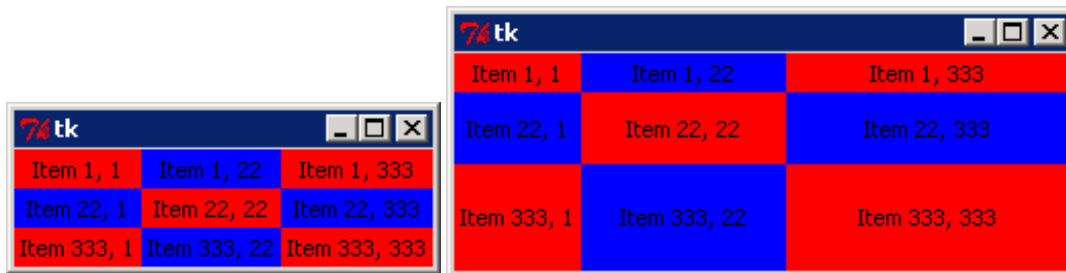 tk
Item 1, 1 Item 1, 22 Item 1, 333
Item 22, 1 Item 22, 22 Item 22, 333
Item 333, 1 Item 333, 22 Item 333, 333
tk
Item 1, 1 Item 1, 22 Item 1, 333
Item 22, 1 Item 22, 22 Item 22, 333
Item 333, 1 Item 333, 22 Item 333, 333